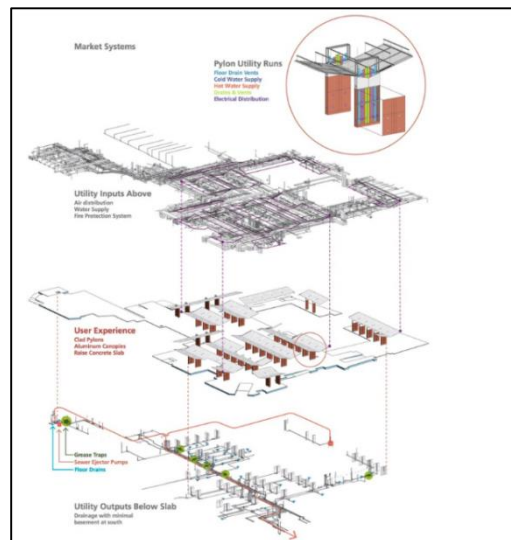 Market Systems
Pylon Utility Runs
Floor Drain Vents
Cold Water Supply
Hot Water Supply
Drains & Vents
Electrical Distribution
Utility Inputs Above
Air distribution
Water Supply
Fire Protection System
User Experience
Clad Pylons
Aluminum Canopies
Raise Concrete Slab
Grease Traps
Sewer Ejector Pumps
Floor Drains
Utility Outputs Below Slab
Drainage with minimal
basement at south